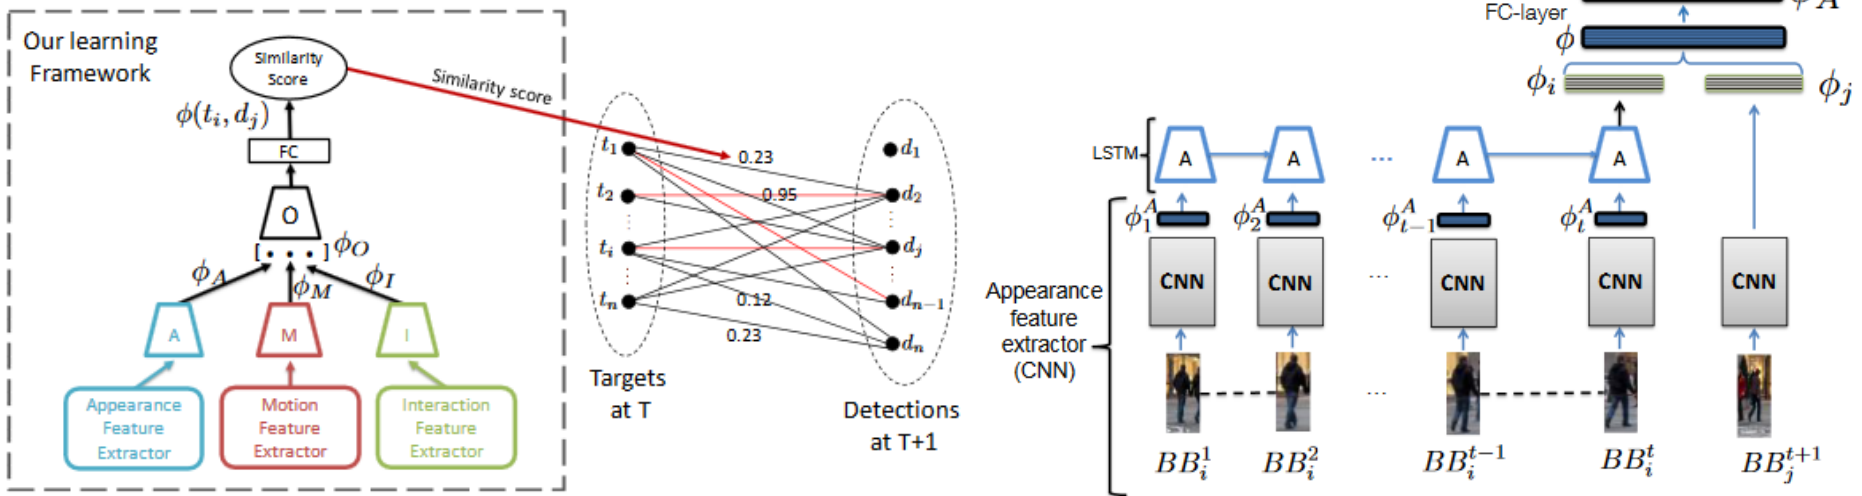 Our learning
Framework
Similarity
Score
ϕ(t_i, d_j)
FC
O
[• • •] ϕ_O
ϕ_A
ϕ_M
ϕ_I
A
M
I
Appearance
Feature
Extractor
Motion
Feature
Extractor
Interaction
Feature
Extractor
Similarity score
t_1
t_2
t_i
t_n
0.23
0.95
0.12
0.23
d_1
d_2
d_j
d_{n-1}
d_n
Targets
at T
Detections
at T+1
FC-layer
ϕ
ϕ_i
ϕ_j
LSTM
A
A
...
A
A
ϕ_1^A
ϕ_2^A
ϕ_{t-1}^A
ϕ_t^A
CNN
CNN
...
CNN
CNN
CNN
Appearance
feature
extractor
(CNN)
...
BB_i^1
BB_i^2
BB_i^{t-1}
BB_i^t
BB_j^{t+1}